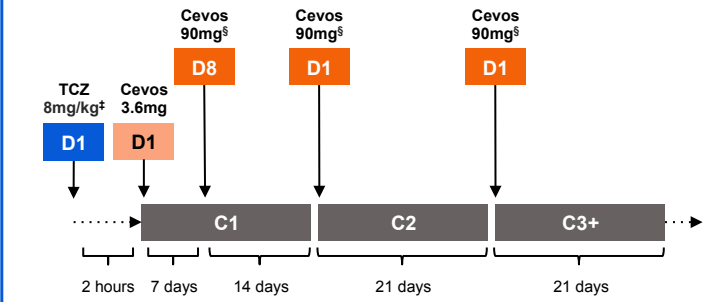 Cevos
90mg§
D8
Cevos
90mg§
D1
Cevos
90mg§
D1
TCZ
8mg/kg‡
D1
Cevos
3.6mg
D1
C1
C2
C3+
2 hours
7 days
14 days
21 days
21 days